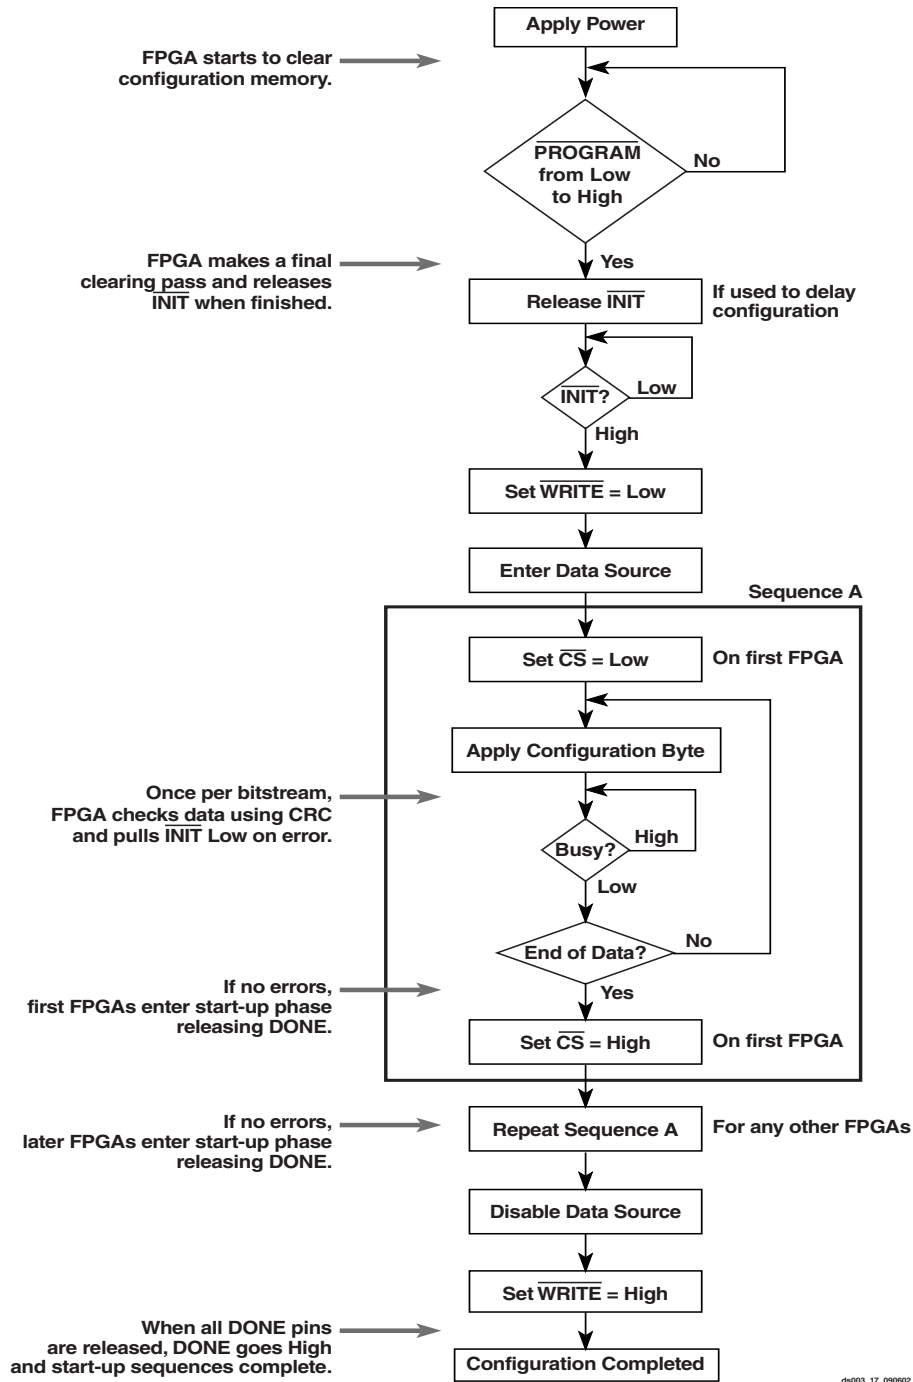 Apply Power
FPGA starts to clear
configuration memory.
PROGRAM
from Low
to High
No
Yes
FPGA makes a final
clearing pass and releases
INIT when finished.
Release INIT
If used to delay
configuration
INIT?
Low
High
Set WRITE = Low
Enter Data Source
Sequence A
Set CS = Low
On first FPGA
Apply Configuration Byte
Once per bitstream,
FPGA checks data using CRC
and pulls INIT Low on error.
Busy?
High
Low
End of Data?
No
Yes
If no errors,
first FPGAs enter start-up phase
releasing DONE.
Set CS = High
On first FPGA
If no errors,
later FPGAs enter start-up phase
releasing DONE.
Repeat Sequence A
For any other FPGAs
Disable Data Source
Set WRITE = High
When all DONE pins
are released, DONE goes High
and start-up sequences complete.
Configuration Completed
ds003_17_090602